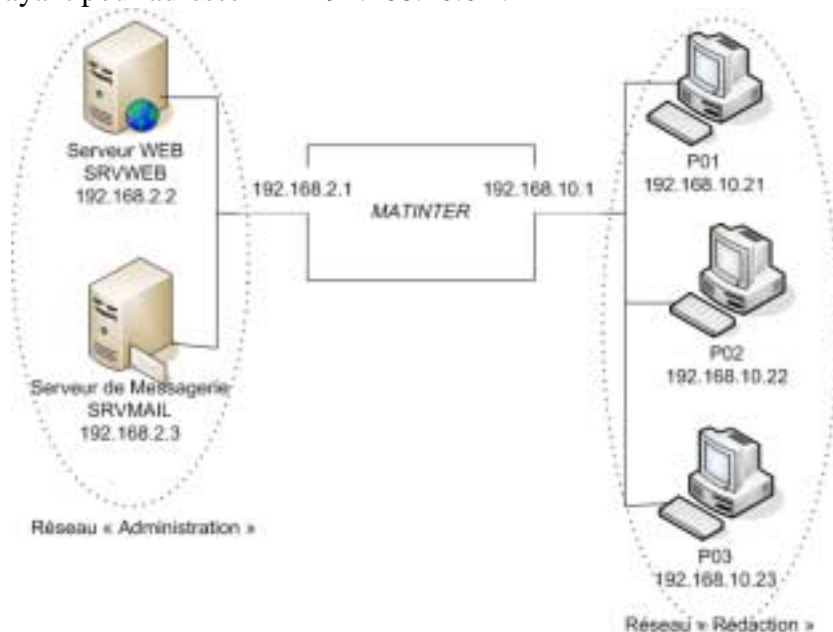 Serveur WEB
SRVWEB
192.168.2.2
192.168.2.1
MATINTER
192.168.10.1
P01
192.168.10.21
P02
192.168.10.22
Serveur de Messagerie
SRVMAIL
192.168.2.3
P03
192.168.10.23
Réseau « Administration »
Réseau « Rédaction »